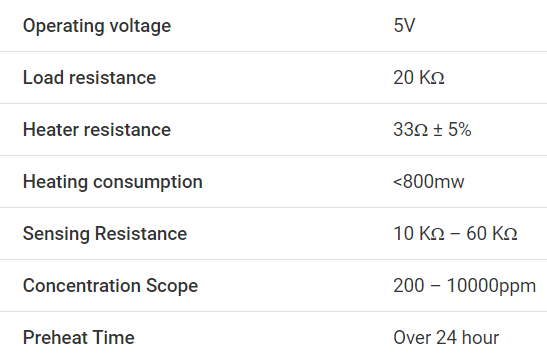 Operating voltage 5V
Load resistance 20 KΩ
Heater resistance 33Ω ± 5%
Heating consumption <800mw
Sensing Resistance 10 KΩ – 60 KΩ
Concentration Scope 200 – 10000ppm
Preheat Time Over 24 hour